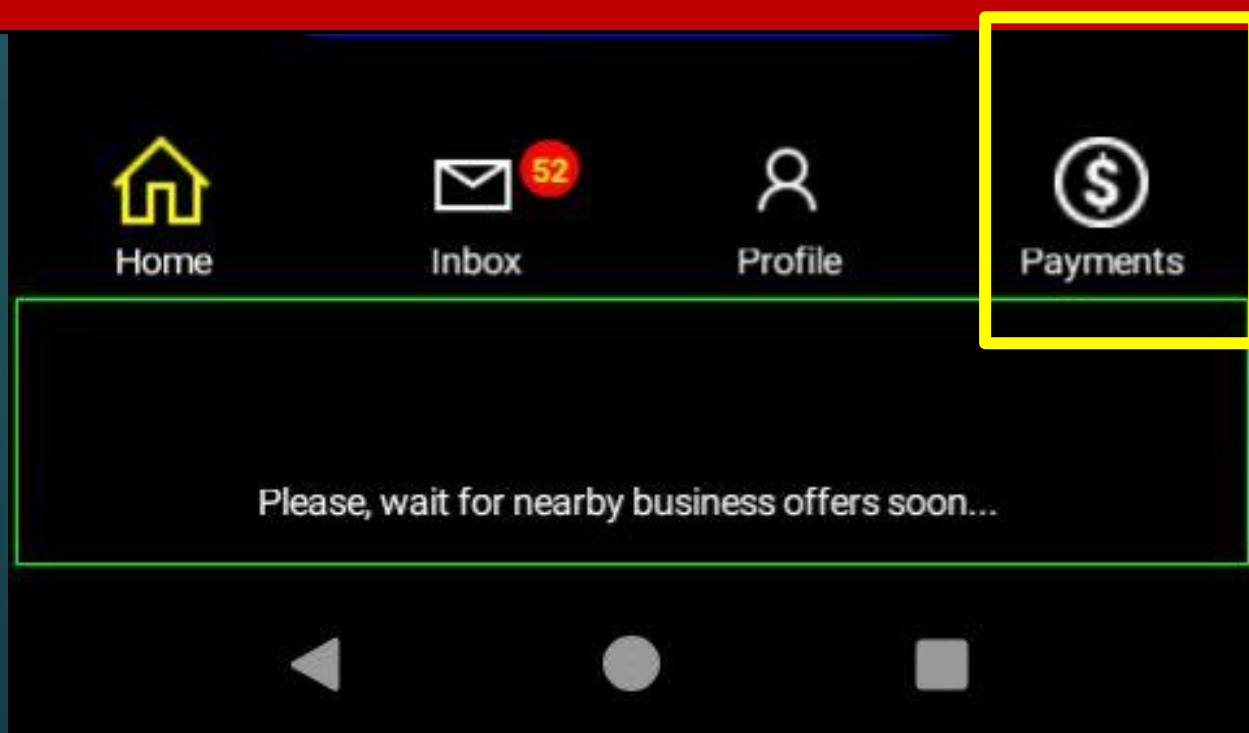 52
Home Inbox Profile Payments
Please, wait for nearby business offers soon...